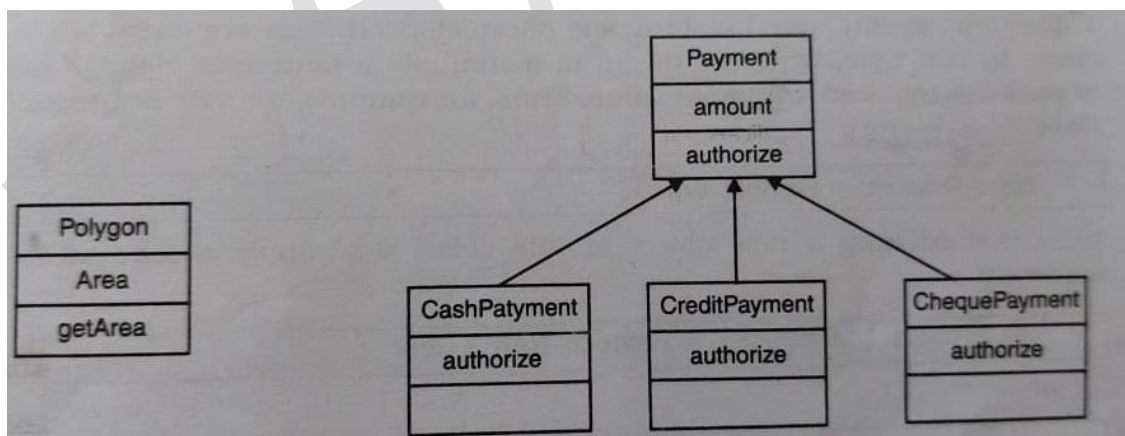 Payment
amount
authorize
Polygon
Area
getArea
CashPatyment
authorize
CreditPayment
authorize
ChequePayment
authorize